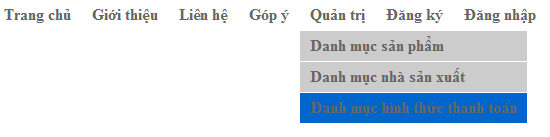 Trang chủ Giới thiệu Liên hệ Góp ý Quản trị Đăng ký Đăng nhập
Danh mục sản phẩm
Danh mục nhà sản xuất
Danh mục hình thức thanh toán